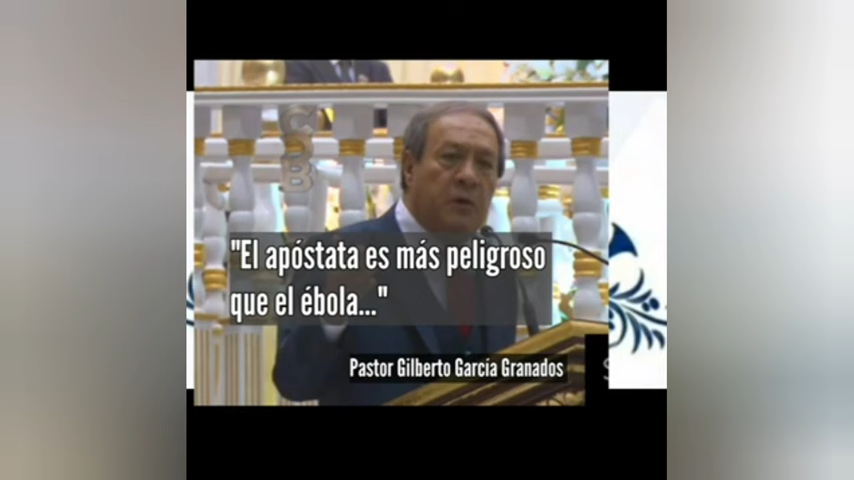 "El apóstata es más peligroso
que el ébola..."
Pastor Gilberto García Granados